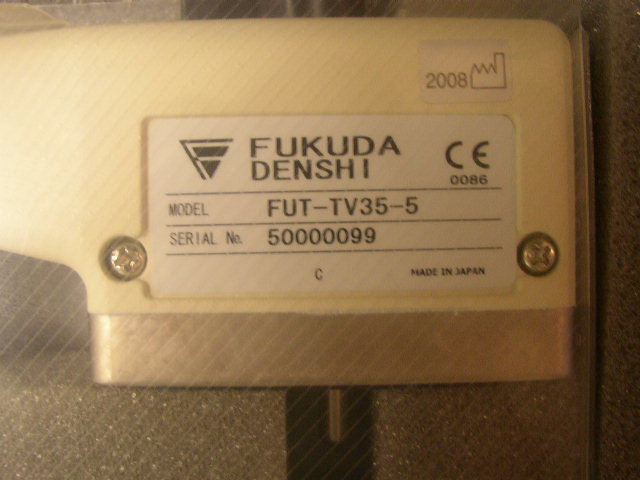 2008
FUKUDA
DENSHI
CE
0086
MODEL FUT-TV35-5
SERIAL No. 50000099
C MADE IN JAPAN